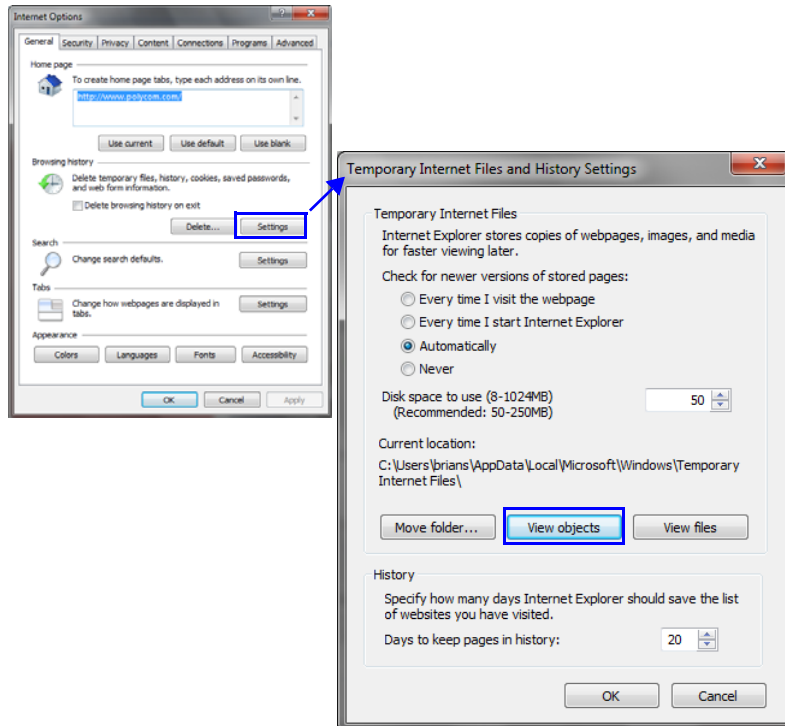 Internet Options
General Security Privacy Content Connections Programs Advanced
Home page
To create home page tabs, type each address on its own line.
http://www.polycom.com/
Use current Use default Use blank
Browsing history
Delete temporary files, history, cookies, saved passwords,
and web form information.
Delete browsing history on exit
Delete... Settings
Search
Change search defaults. Settings
Tabs
Change how webpages are displayed in
tabs. Settings
Appearance
Colors Languages Fonts Accessibility
OK Cancel Apply
Temporary Internet Files and History Settings
Temporary Internet Files
Internet Explorer stores copies of webpages, images, and media
for faster viewing later.
Check for newer versions of stored pages:
Every time I visit the webpage
Every time I start Internet Explorer
Automatically
Never
Disk space to use (8-1024MB) 50
(Recommended: 50-250MB)
Current location:
C:\Users\brians\AppData\Local\Microsoft\Windows\Temporary
Internet Files\
Move folder... View objects View files
History
Specify how many days Internet Explorer should save the list
of websites you have visited.
Days to keep pages in history: 20
OK Cancel